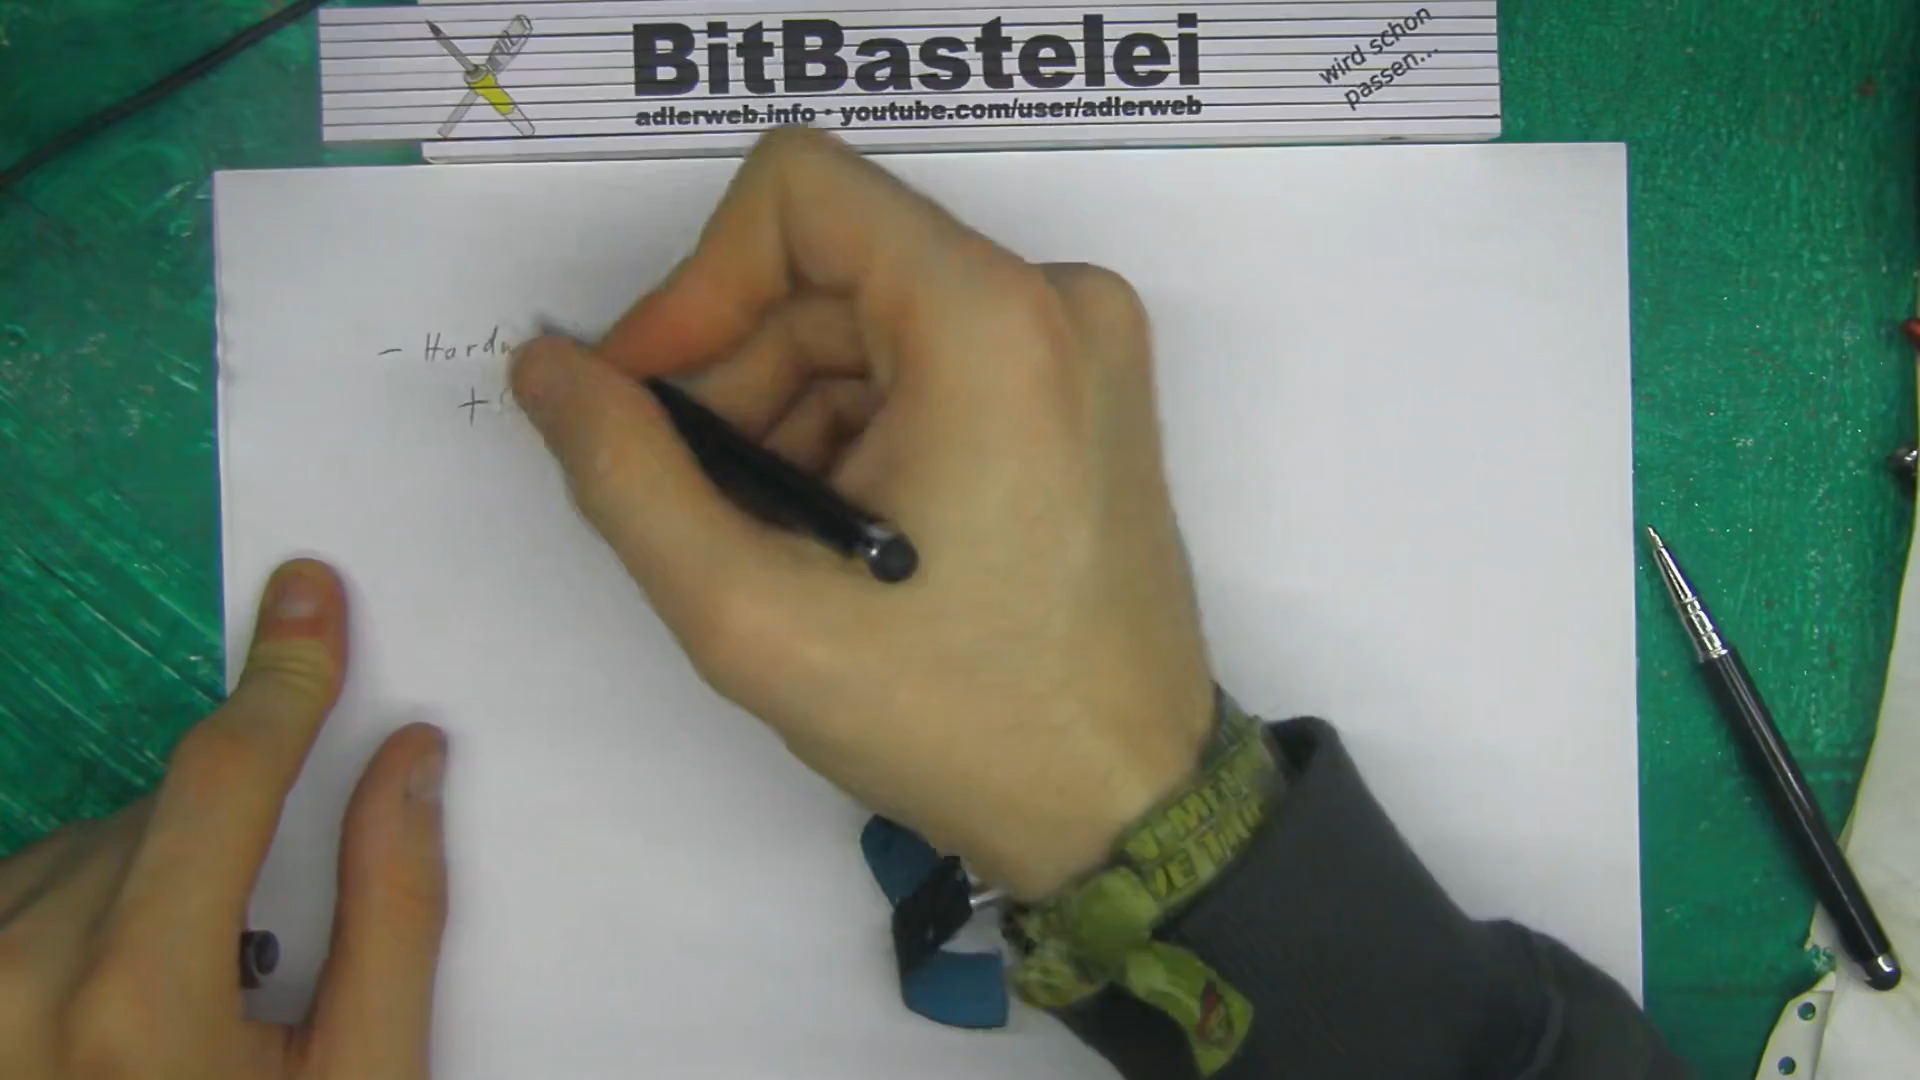 BitBastelei
adlerweb.info · youtube.com/user/adlerweb
wird schon
passen...
- Hardw
+